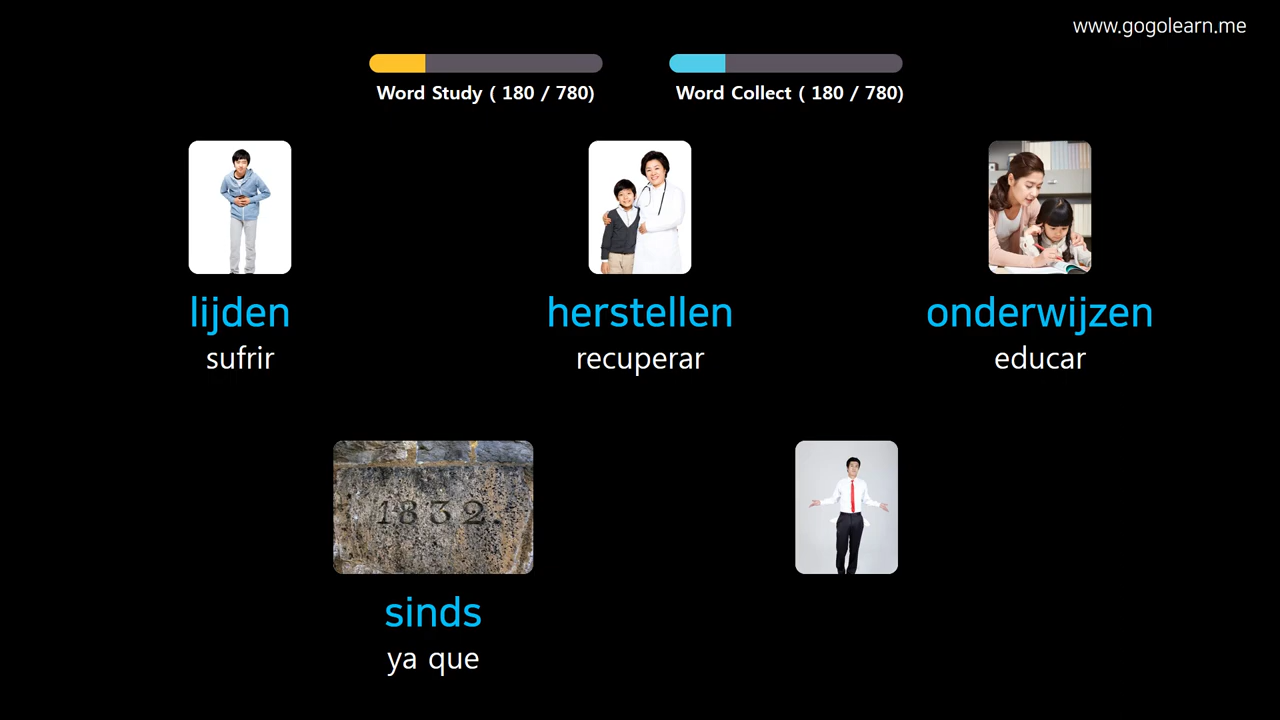 www.gogolearn.me
Word Study ( 180 / 780)
Word Collect ( 180 / 780)
lijden
sufrir
herstellen
recuperar
onderwijzen
educar
1832.
sinds
ya que